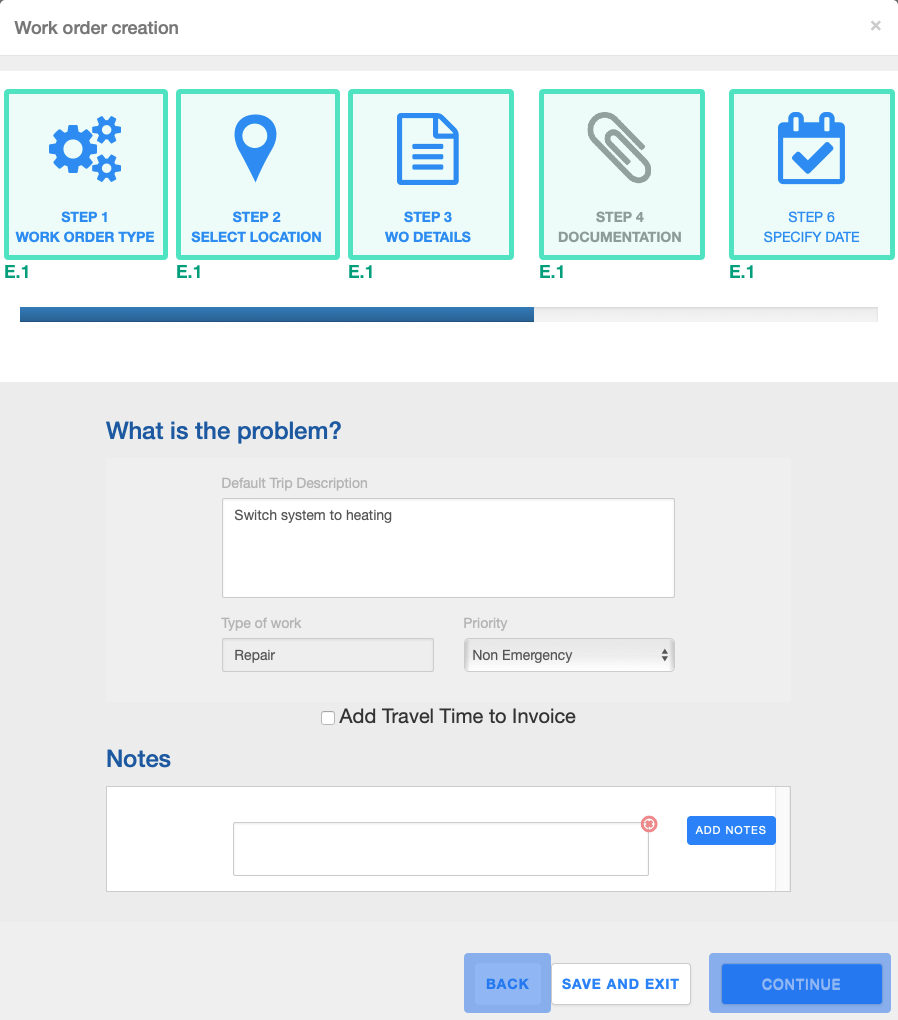 Work order creation
×
STEP 1
WORK ORDER TYPE
STEP 2
SELECT LOCATION
STEP 3
WO DETAILS
STEP 4
DOCUMENTATION
STEP 6
SPECIFY DATE
E.1
E.1
E.1
E.1
E.1
What is the problem?
Default Trip Description
Switch system to heating
Type of work
Priority
Repair
Non Emergency
Add Travel Time to Invoice
Notes
ADD NOTES
BACK
SAVE AND EXIT
CONTINUE